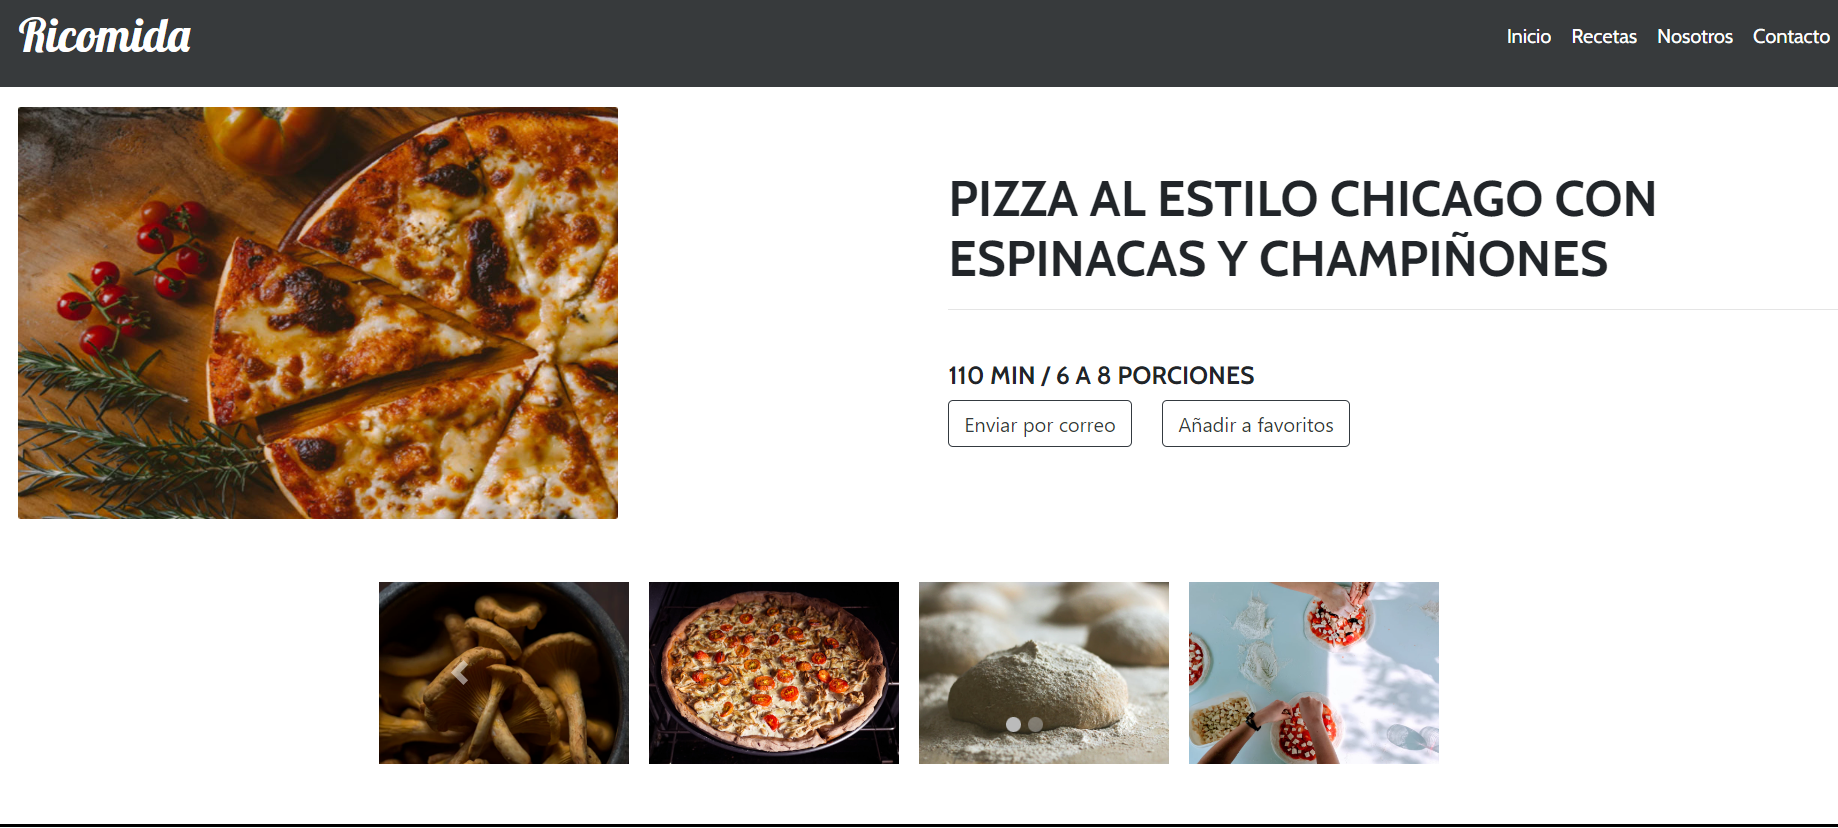 Ricomida
Inicio Recetas Nosotros Contacto
PIZZA AL ESTILO CHICAGO CON
ESPINACAS Y CHAMPIÑONES
110 MIN / 6 A 8 PORCIONES
Enviar por correo
Añadir a favoritos